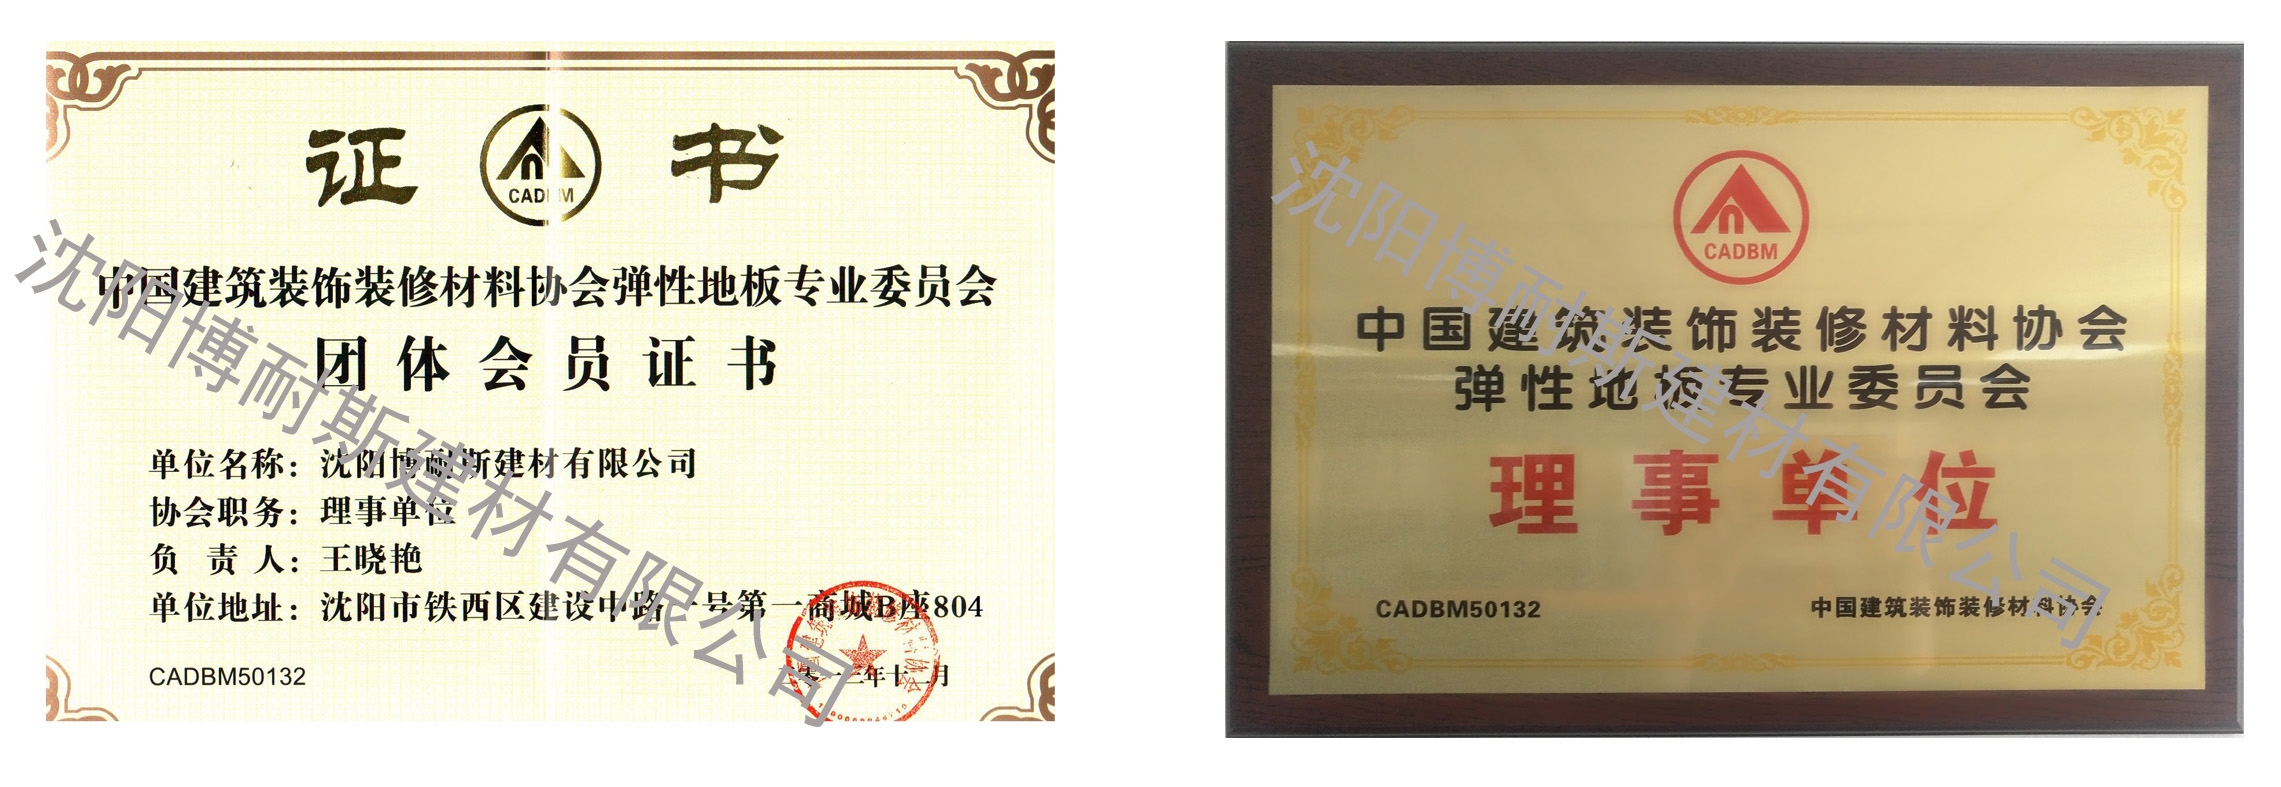 证 书
CADBM
中国建筑装饰装修材料协会弹性地板专业委员会
团体会员证书
单位名称：沈阳博耐斯建材有限公司
协会职务：理事单位
负 责 人：王晓艳
单位地址：沈阳市铁西区建设中路一号第一商城B座804
CADBM50132
二零一三年十二月
沈阳博耐斯建材有限公司
CADBM
中国建筑装饰装修材料协会
弹性地板专业委员会
理事单位
CADBM50132
中国建筑装饰装修材料协会
沈阳博耐斯建材有限公司